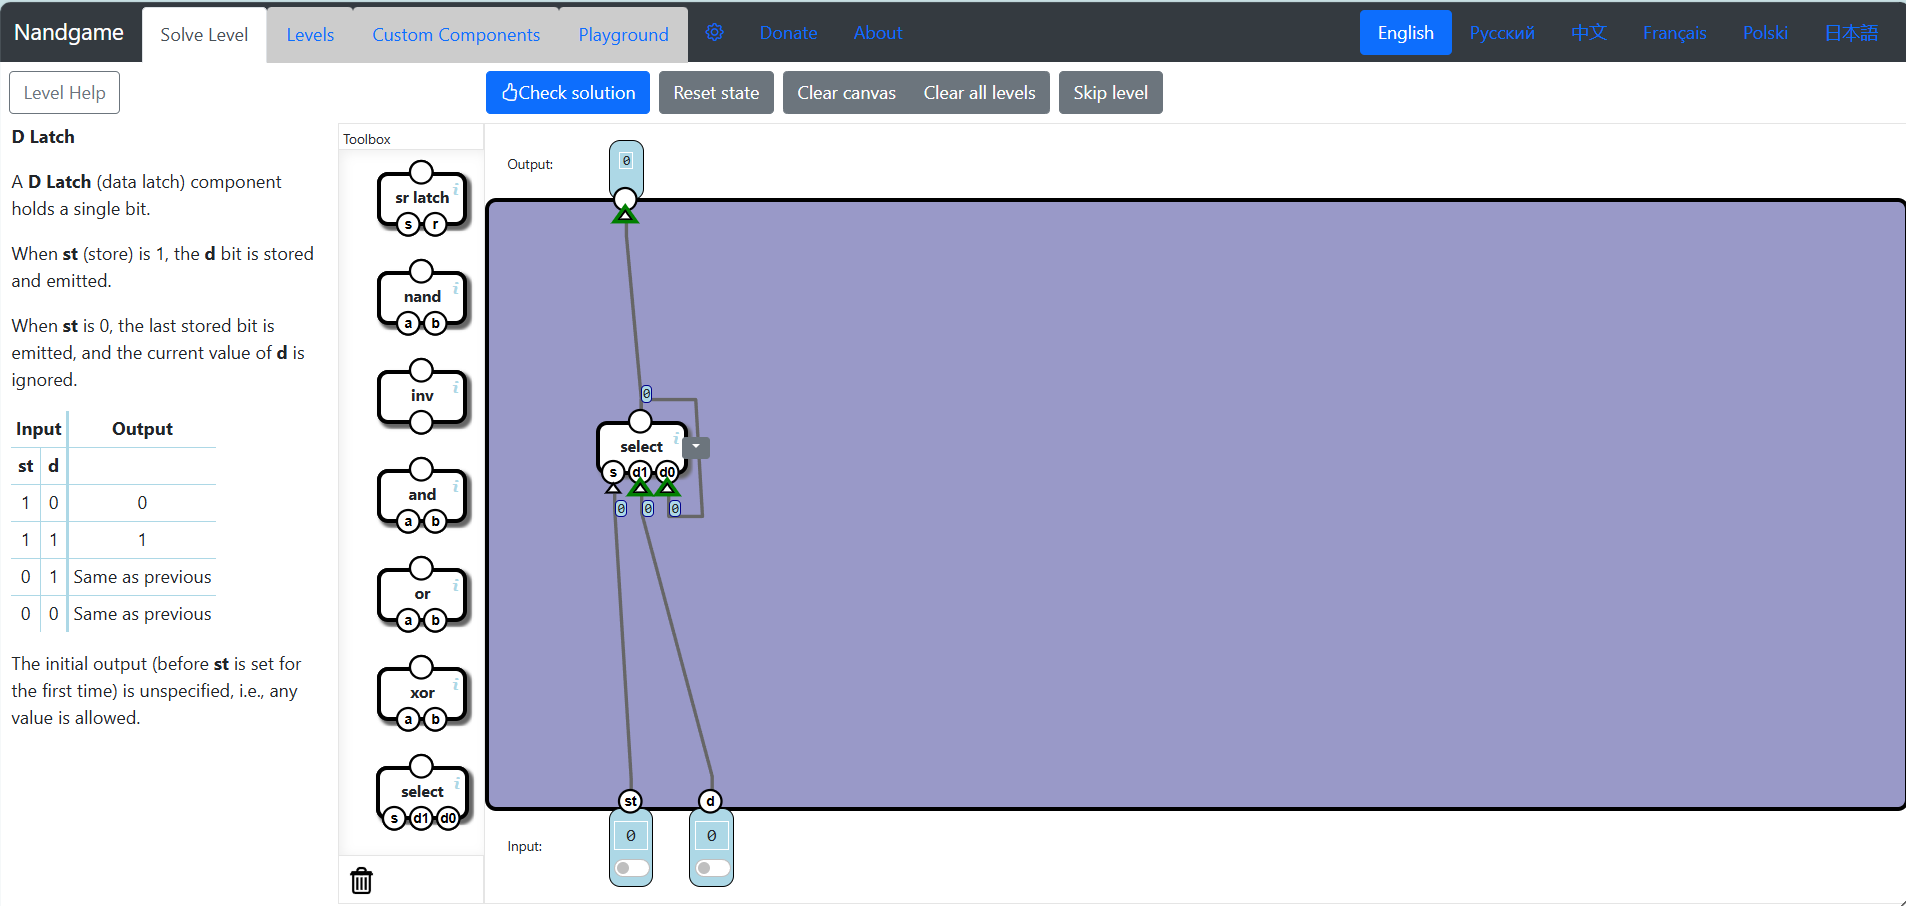 Nandgame
Solve Level
Levels
Custom Components
Playground
Donate
About
English
Русский
中文
Français
Polski
日本語
Level Help
Check solution
Reset state
Clear canvas
Clear all levels
Skip level
D Latch
A D Latch (data latch) component
holds a single bit.
When st (store) is 1, the d bit is stored
and emitted.
When st is 0, the last stored bit is
emitted, and the current value of d is
ignored.
Input Output
st d
1 0 0
1 1 1
0 1 Same as previous
0 0 Same as previous
The initial output (before st is set for
the first time) is unspecified, i.e., any
value is allowed.
Toolbox
sr latch
i
s r
nand
i
a b
inv
i
and
i
a b
or
i
a b
xor
i
a b
select
i
s d1 d0
Output:
0
0
select
i
s d1 d0
0 0 0
st d
Input:
0 0